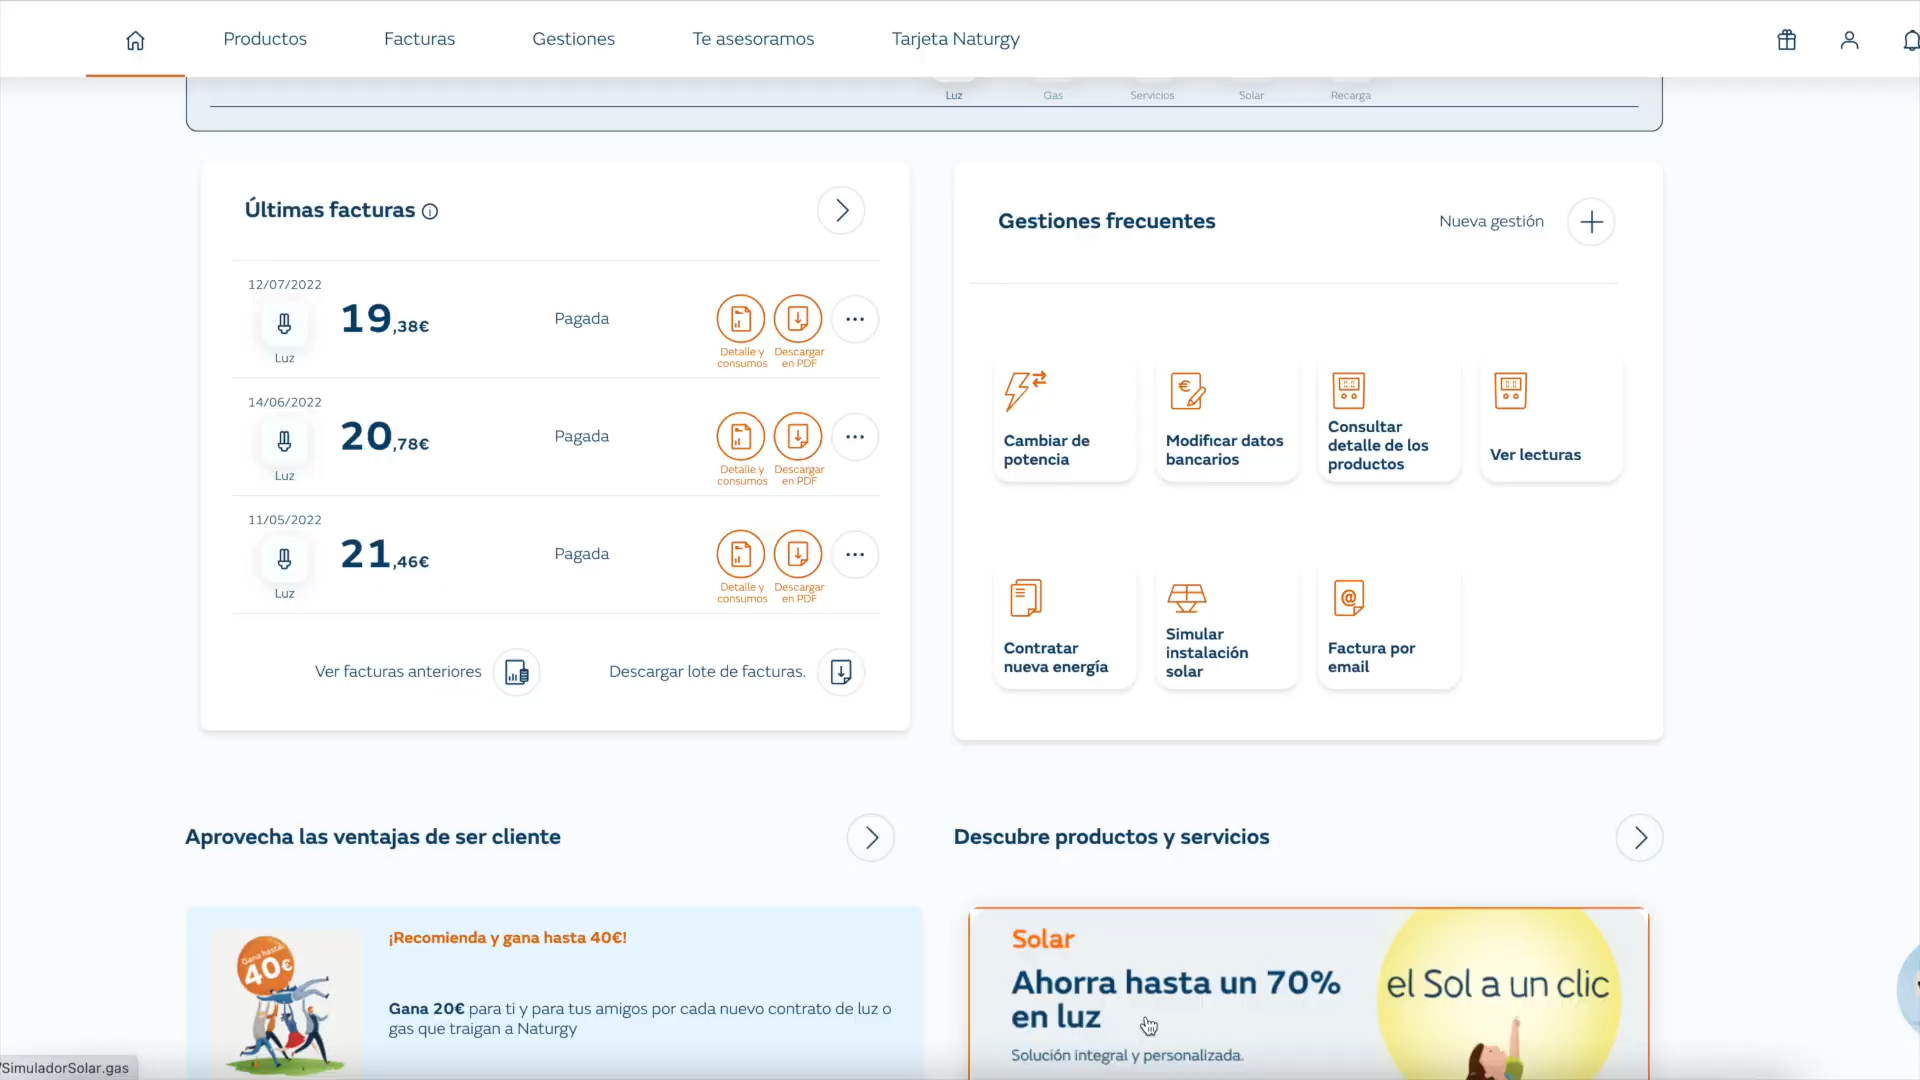 Productos
Facturas
Gestiones
Te asesoramos
Tarjeta Naturgy
Luz
Gas
Servicios
Solar
Recarga
Últimas facturas
12/07/2022
Luz
19,38€
Pagada
Detalle y
consumos
Descargar
en PDF
14/06/2022
Luz
20,78€
Pagada
Detalle y
consumos
Descargar
en PDF
11/05/2022
Luz
21,46€
Pagada
Detalle y
consumos
Descargar
en PDF
Ver facturas anteriores
Descargar lote de facturas.
Gestiones frecuentes
Nueva gestión
Cambiar de
potencia
Modificar datos
bancarios
Consultar
detalle de los
productos
Ver lecturas
Contratar
nueva energía
Simular
instalación
solar
Factura por
email
Aprovecha las ventajas de ser cliente
Gana hasta
40€
¡Recomienda y gana hasta 40€!
Gana 20€ para ti y para tus amigos por cada nuevo contrato de luz o
gas que traigan a Naturgy
Descubre productos y servicios
Solar
Ahorra hasta un 70%
en luz
Solución integral y personalizada.
el Sol a un clic
/SimuladorSolar.gas